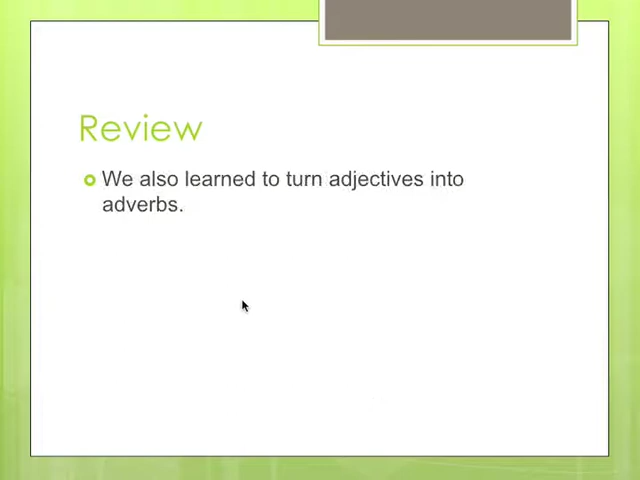 Review
We also learned to turn adjectives into
adverbs.